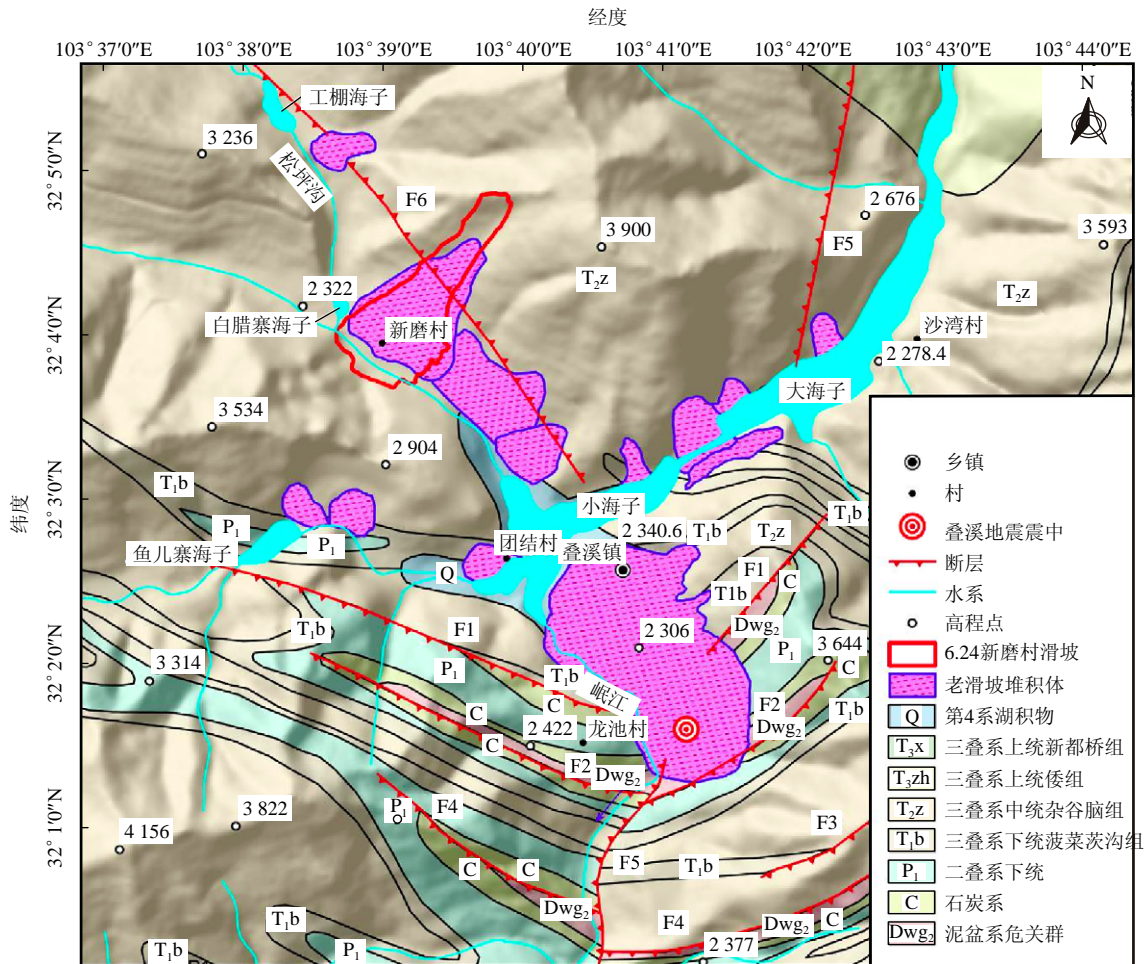 经度
103°37′0″E
103°38′0″E
103°39′0″E
103°40′0″E
103°41′0″E
103°42′0″E
103°43′0″E
103°44′0″E
纬度
32°5′0″N
32°4′0″N
32°3′0″N
32°2′0″N
32°1′0″N
N
工棚海子
3 236
松坪沟
F6
2 676
3 900
3 593
F5
T₂z
T₂z
2 322
白腊寨海子
新磨村
沙湾村
2 278.4
大海子
3 534
2 904
T₁b
小海子
P₁
P₁
2 340.6
T₁b
T₂z
T₁b
鱼儿寨海子
团结村
叠溪镇
Q
F1
C
T1b
T₁b
F1
Dwg₂
2 306
P₁
3 644
3 314
P₁
T₁b
C
岷江
C
C
F2
T₁b
C
2 422
龙池村
Dwg₂
F2
Dwg₂
P₁
F4
3 822
4 156
F3
F5
T₁b
C
C
Dwg₂
F4
Dwg₂
C
T₁b
T₁b
T₁b
P₁
2 377
乡镇
村
叠溪地震震中
断层
水系
高程点
6.24新磨村滑坡
老滑坡堆积体
Q
第4系湖积物
T₃x
三叠系上统新都桥组
T₃zh
三叠系上统倭组
T₂z
三叠系中统杂谷脑组
T₁b
三叠系下统菠菜茨沟组
P₁
二叠系下统
C
石炭系
Dwg₂
泥盆系危关群